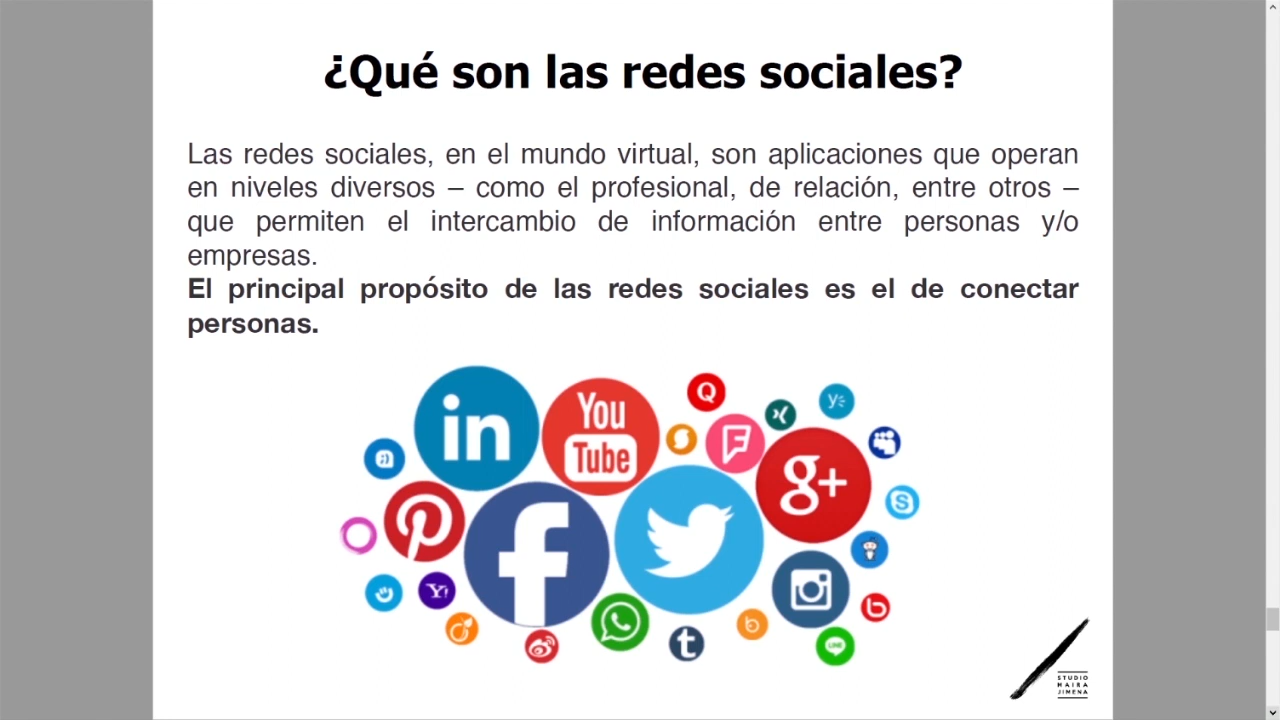 ¿Qué son las redes sociales?
Las redes sociales, en el mundo virtual, son aplicaciones que operan
en niveles diversos – como el profesional, de relación, entre otros –
que permiten el intercambio de información entre personas y/o
empresas.
El principal propósito de las redes sociales es el de conectar
personas.
in
You
Tube
Q
y
g+
S
f
Y!
t
b
b
LINE
STUDIO
MAIRA
JIMENA